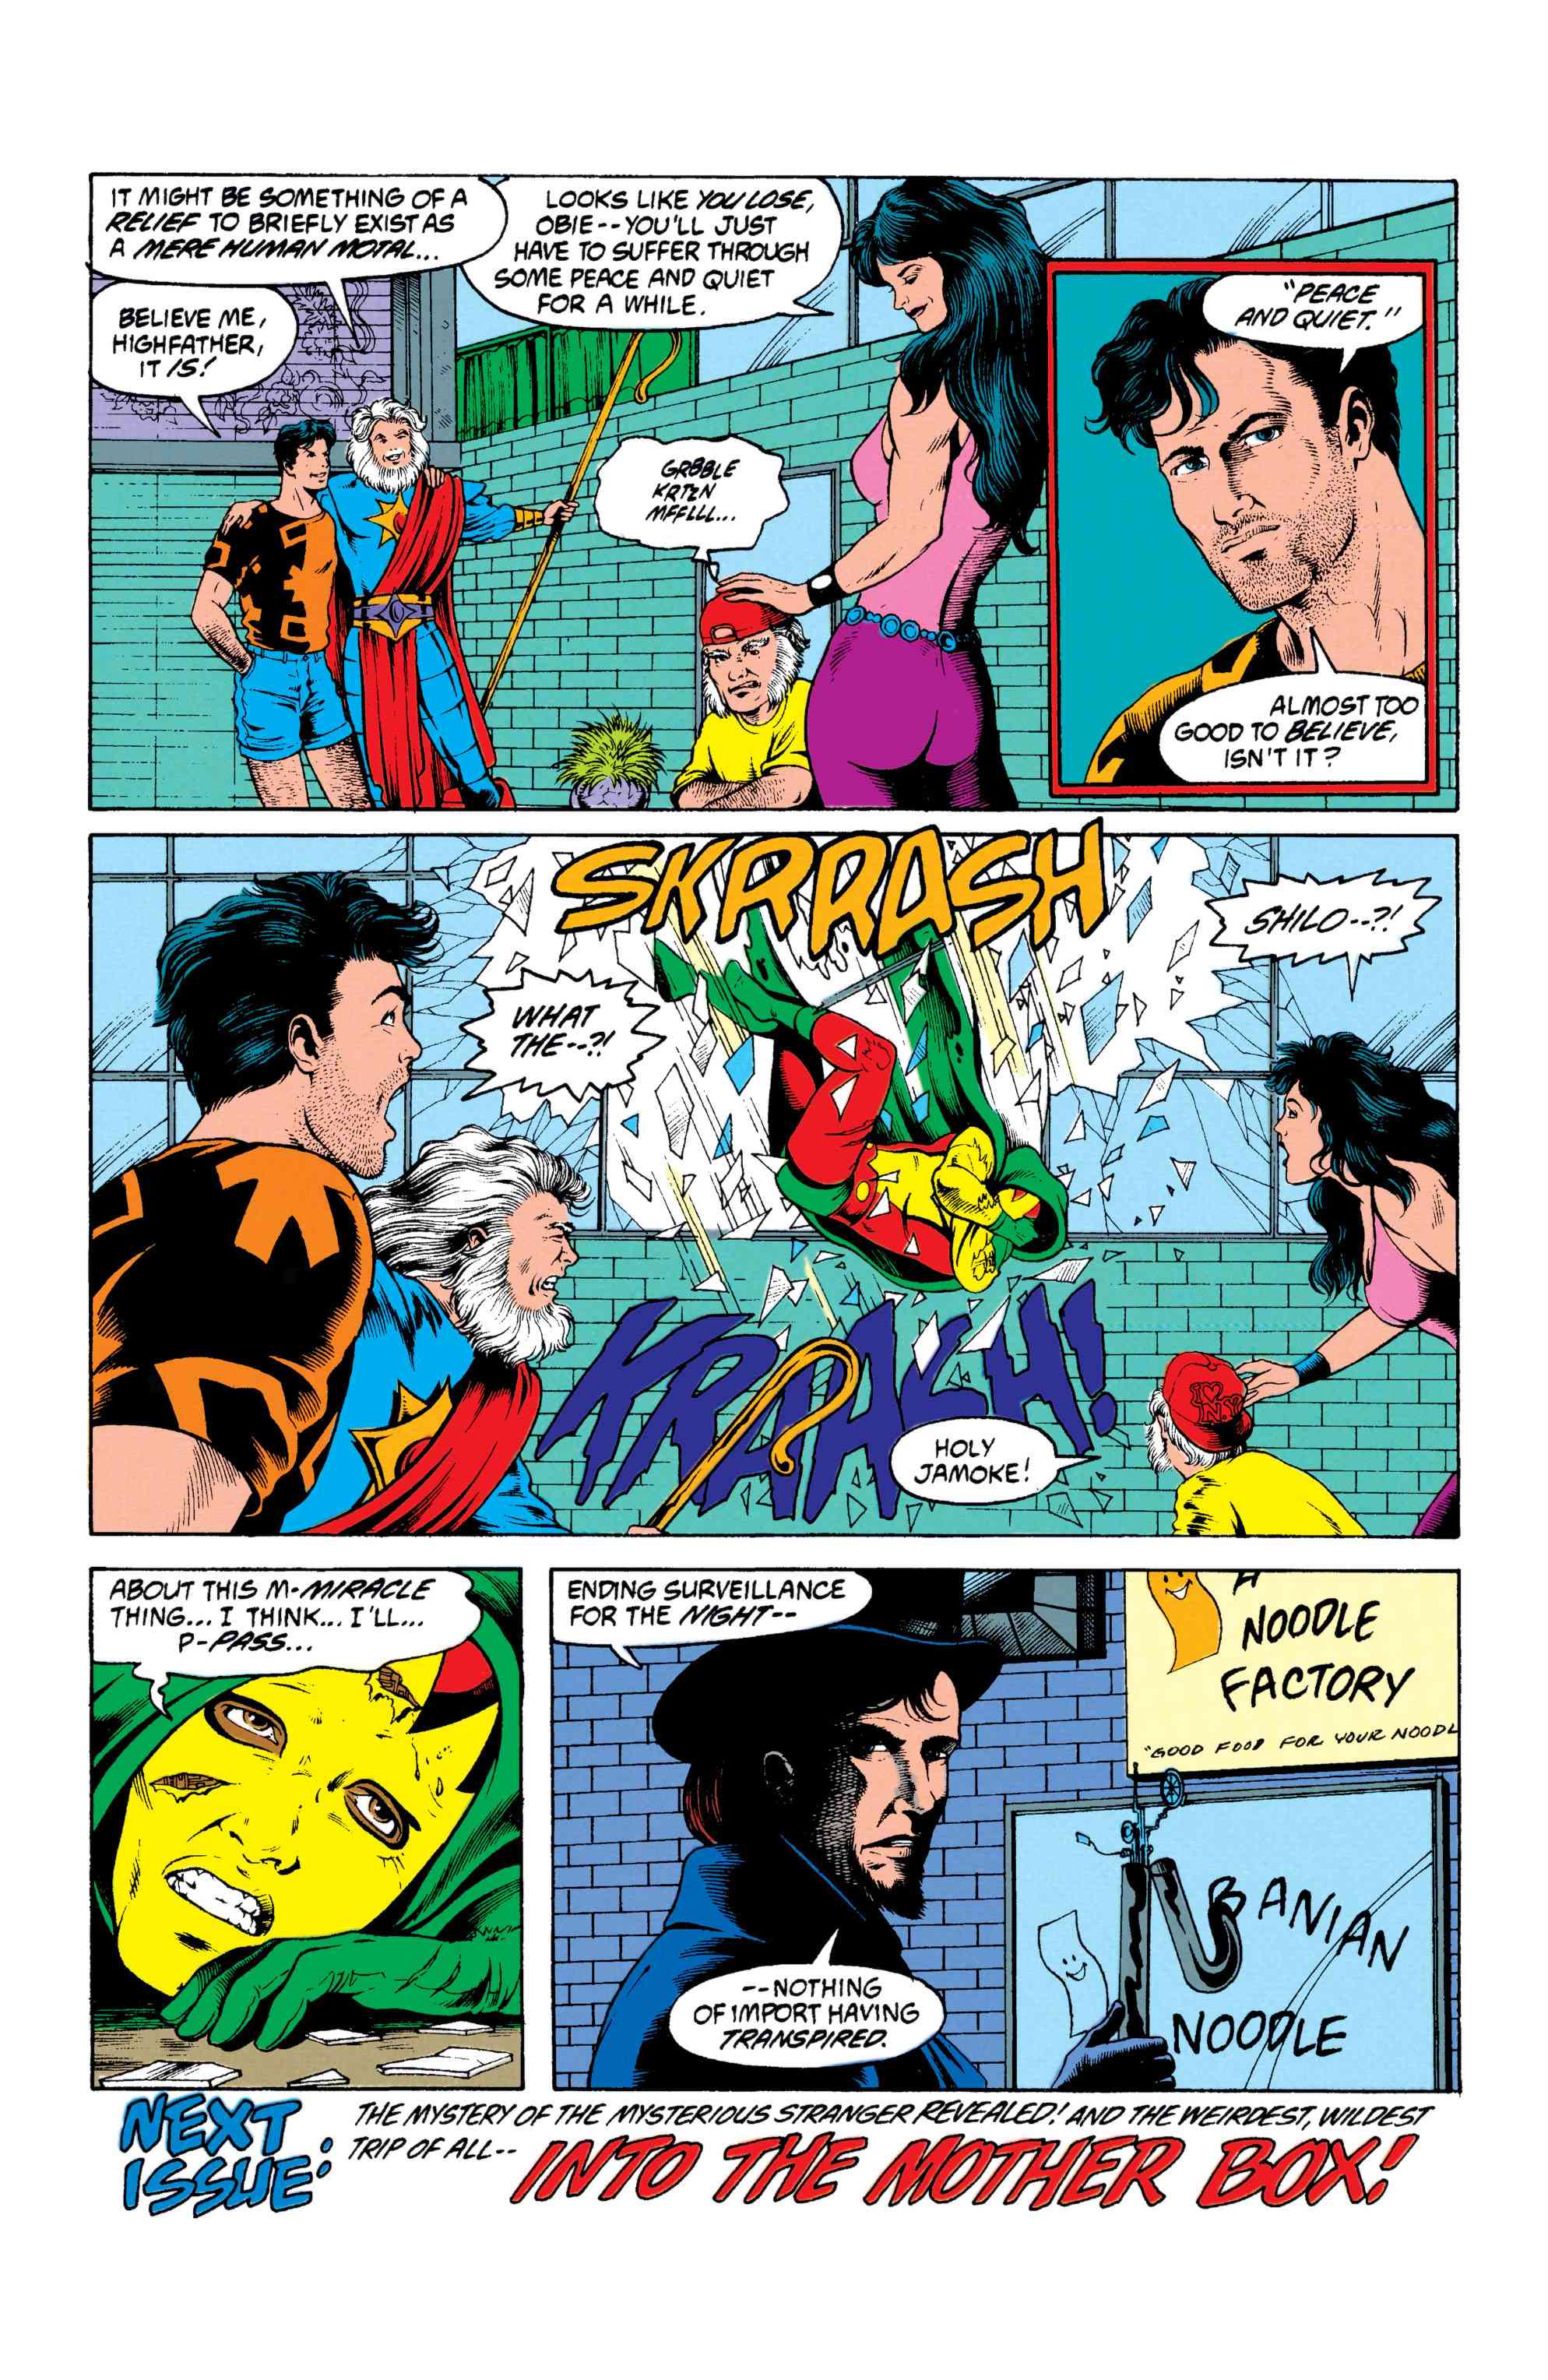 IT MIGHT BE SOMETHING OF A
RELIEF TO BRIEFLY EXIST AS
A MERE HUMAN MOTAL...
BELIEVE ME,
HIGHFATHER,
IT IS!
LOOKS LIKE YOU LOSE,
OBIE--YOU'LL JUST
HAVE TO SUFFER THROUGH
SOME PEACE AND QUIET
FOR A WHILE.
GRBBLE
KRTZN
MFFLLL...
"PEACE
AND QUIET."
ALMOST TOO
GOOD TO BELIEVE,
ISN'T IT?
SKRRASH
WHAT
THE--?!
SHILO--?!
KRAASH!
HOLY
JAMOKE!
I ♥
N.Y.
ABOUT THIS M-MIRACLE
THING... I THINK... I'LL...
P-PASS...
ENDING SURVEILLANCE
FOR THE NIGHT--
--NOTHING
OF IMPORT HAVING
TRANSPIRED.
A
NOODLE
FACTORY
"GOOD FOOD FOR YOUR NOODL
BANIAN
NOODLE
NEXT
ISSUE:
THE MYSTERY OF THE MYSTERIOUS STRANGER REVEALED! AND THE WEIRDEST, WILDEST
TRIP OF ALL--
INTO THE MOTHER BOX!